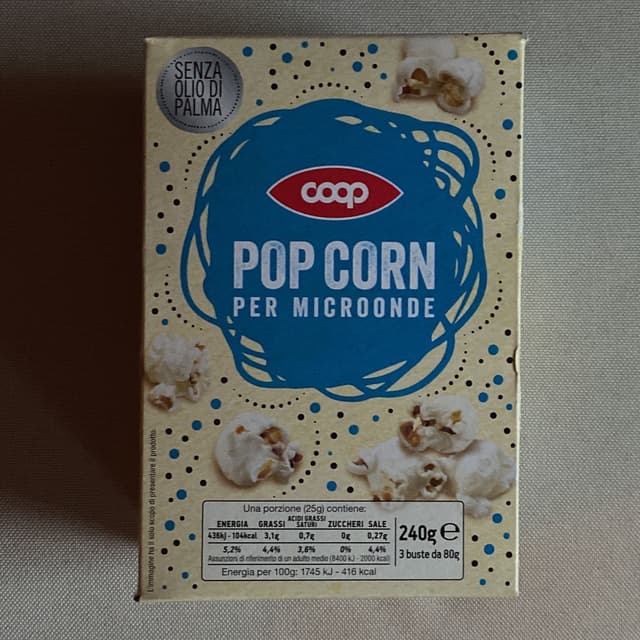 SENZA
OLIO DI
PALMA
coop
POP CORN
PER MICROONDE
L'immagine ha il solo scopo di presentare il prodotto.
Una porzione (25g) contiene:
ENERGIA GRASSI ACIDI GRASSI SATURI ZUCCHERI SALE
436kj - 104kcal 3,1g 0,7g 0g 0,27g
5,2% 4,4% 3,6% 0% 4,4%
Assunzioni di riferimento di un adulto medio (8400 kJ - 2000 kcal)
Energia per 100g: 1745 kJ - 416 kcal
240g e
3 buste da 80g